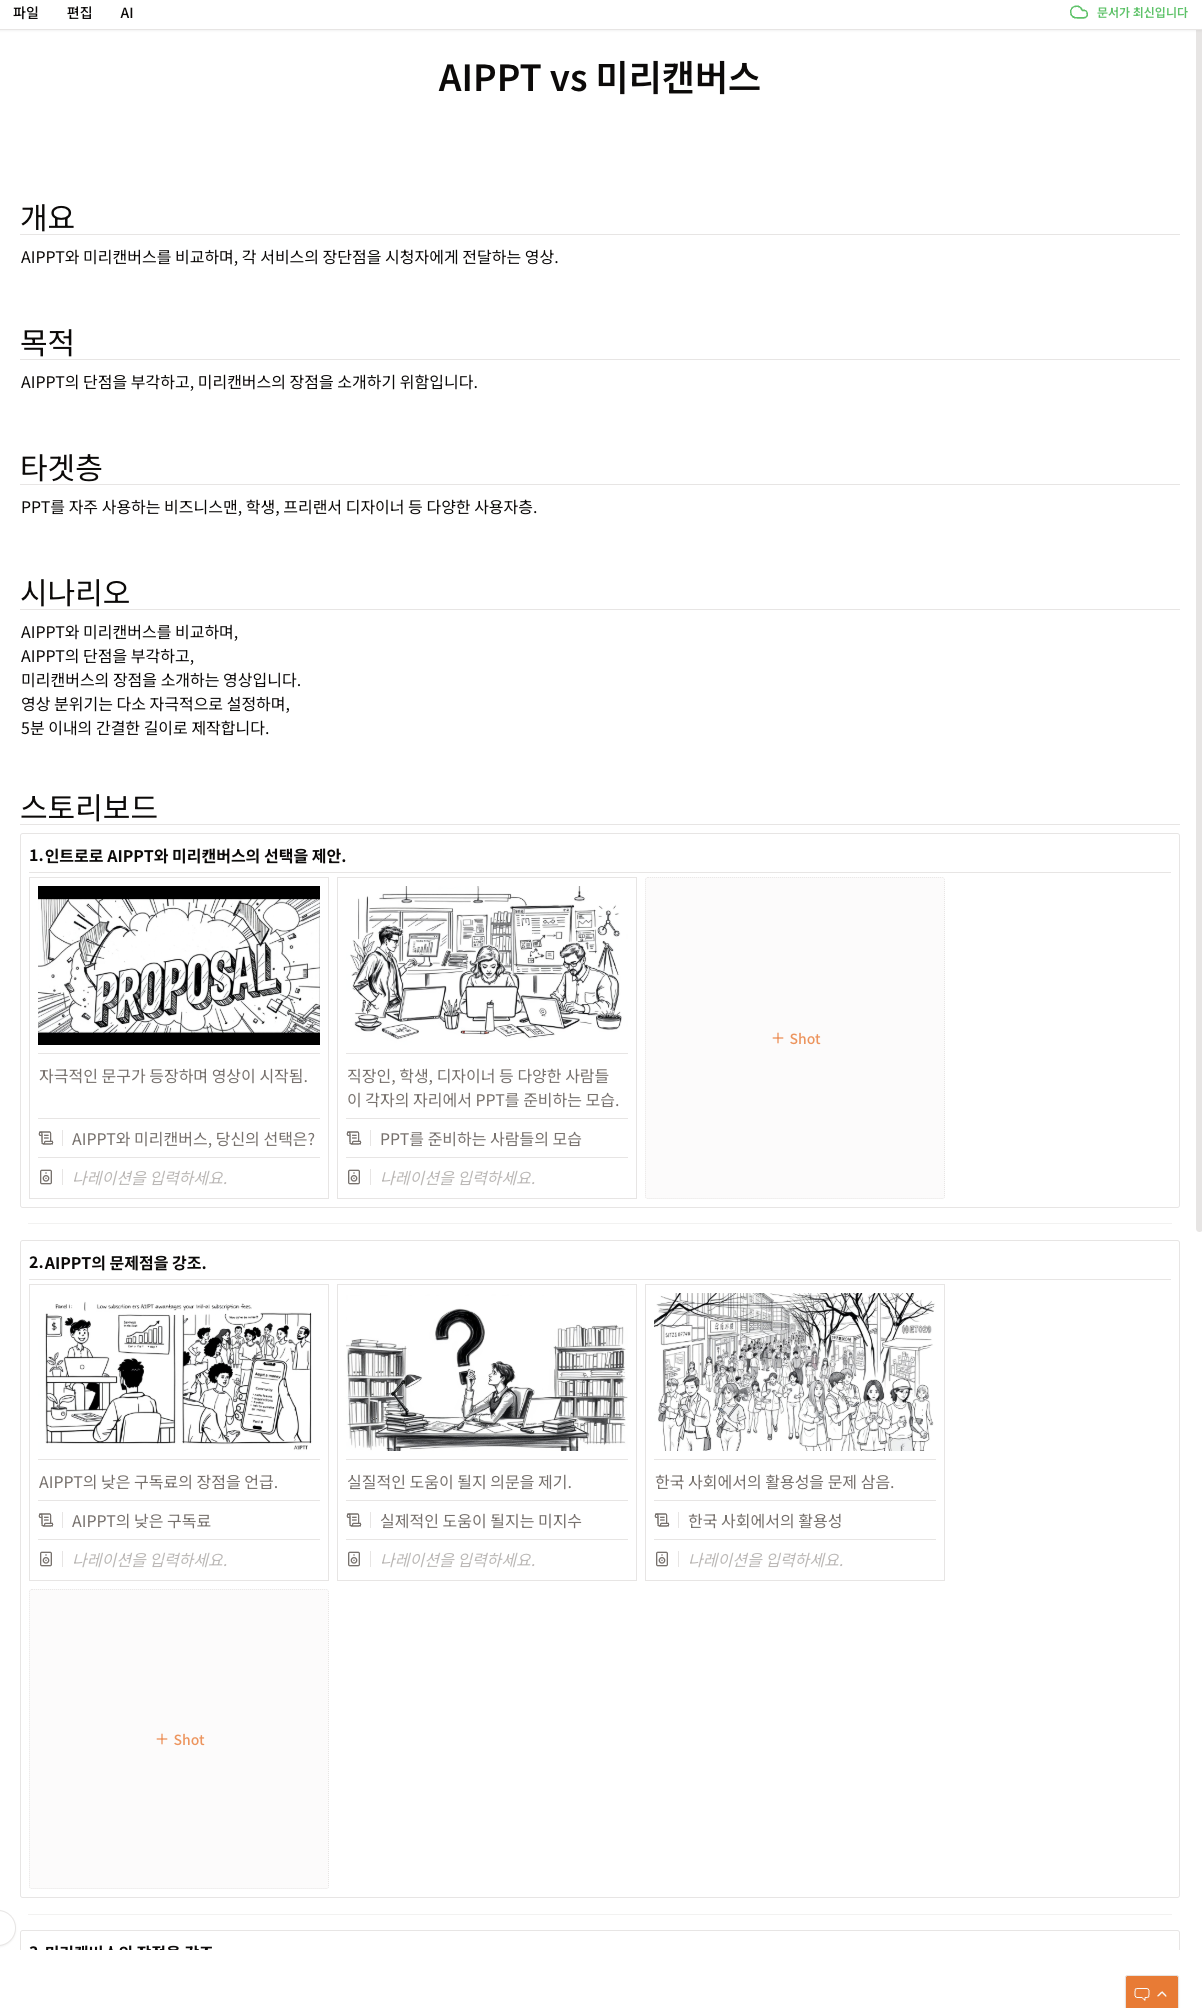 파일 편집 AI 문서가 최신입니다
AIPPT vs 미리캔버스
개요
AIPPT와 미리캔버스를 비교하며, 각 서비스의 장단점을 시청자에게 전달하는 영상.
목적
AIPPT의 단점을 부각하고, 미리캔버스의 장점을 소개하기 위함입니다.
타겟층
PPT를 자주 사용하는 비즈니스맨, 학생, 프리랜서 디자이너 등 다양한 사용자층.
시나리오
AIPPT와 미리캔버스를 비교하며,
AIPPT의 단점을 부각하고,
미리캔버스의 장점을 소개하는 영상입니다.
영상 분위기는 다소 자극적으로 설정하며,
5분 이내의 간결한 길이로 제작합니다.
스토리보드
1.인트로로 AIPPT와 미리캔버스의 선택을 제안.
PROPOSAL
자극적인 문구가 등장하며 영상이 시작됨.
AIPPT와 미리캔버스, 당신의 선택은?
나레이션을 입력하세요.
직장인, 학생, 디자이너 등 다양한 사람들
이 각자의 자리에서 PPT를 준비하는 모습.
PPT를 준비하는 사람들의 모습
나레이션을 입력하세요.
+ Shot
2.AIPPT의 문제점을 강조.
Panel 1:
AIPTT
AIPPT의 낮은 구독료의 장점을 언급.
AIPPT의 낮은 구독료
나레이션을 입력하세요.
?
실질적인 도움이 될지 의문을 제기.
실제적인 도움이 될지는 미지수
나레이션을 입력하세요.
한국 사회에서의 활용성을 문제 삼음.
한국 사회에서의 활용성
나레이션을 입력하세요.
+ Shot